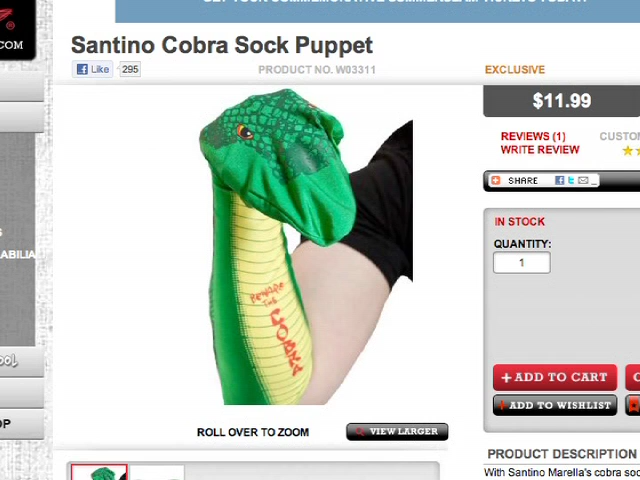 .COM
Santino Cobra Sock Puppet
Like 295
PRODUCT NO. W03311
EXCLUSIVE
$11.99
REVIEWS (1)
WRITE REVIEW
SHARE
IN STOCK
QUANTITY:
1
BEWARE
THE
COBRA
+ ADD TO CART
+ ADD TO WISHLIST
ROLL OVER TO ZOOM
VIEW LARGER
PRODUCT DESCRIPTION
With Santino Marella's cobra soc